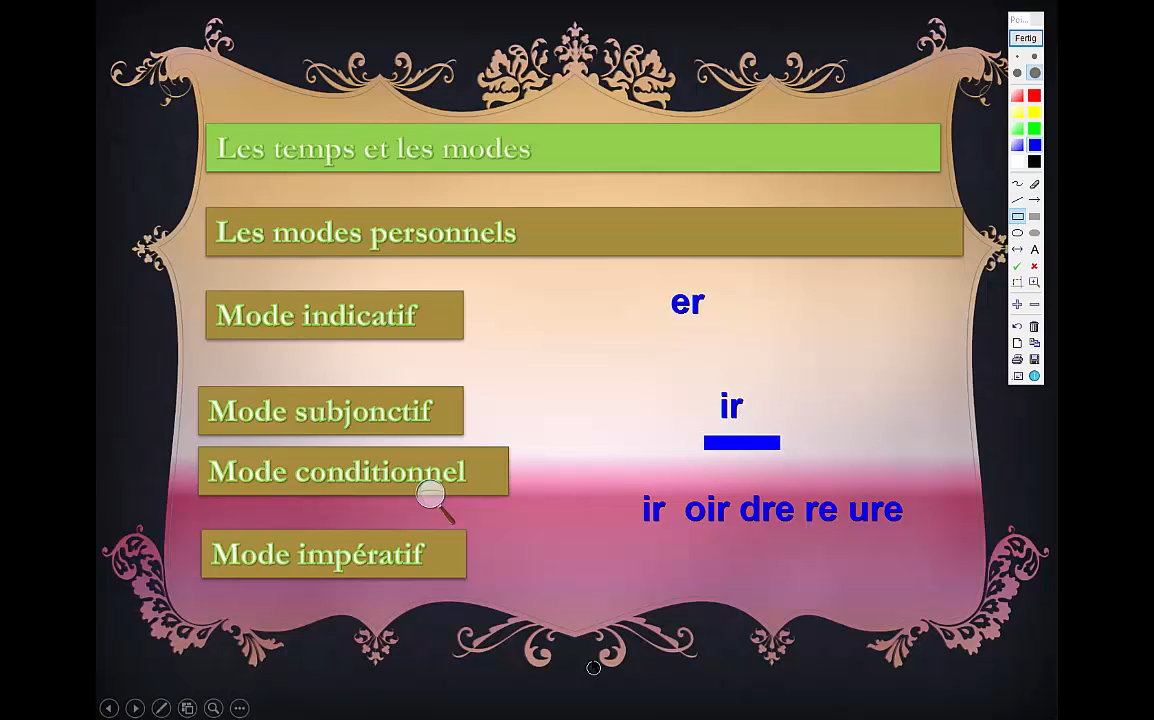 Les temps et les modes
Les modes personnels
Mode indicatif
er
Mode subjonctif
ir
Mode conditionnel
ir oir dre re ure
Mode impératif
Poi...
Fertig
A